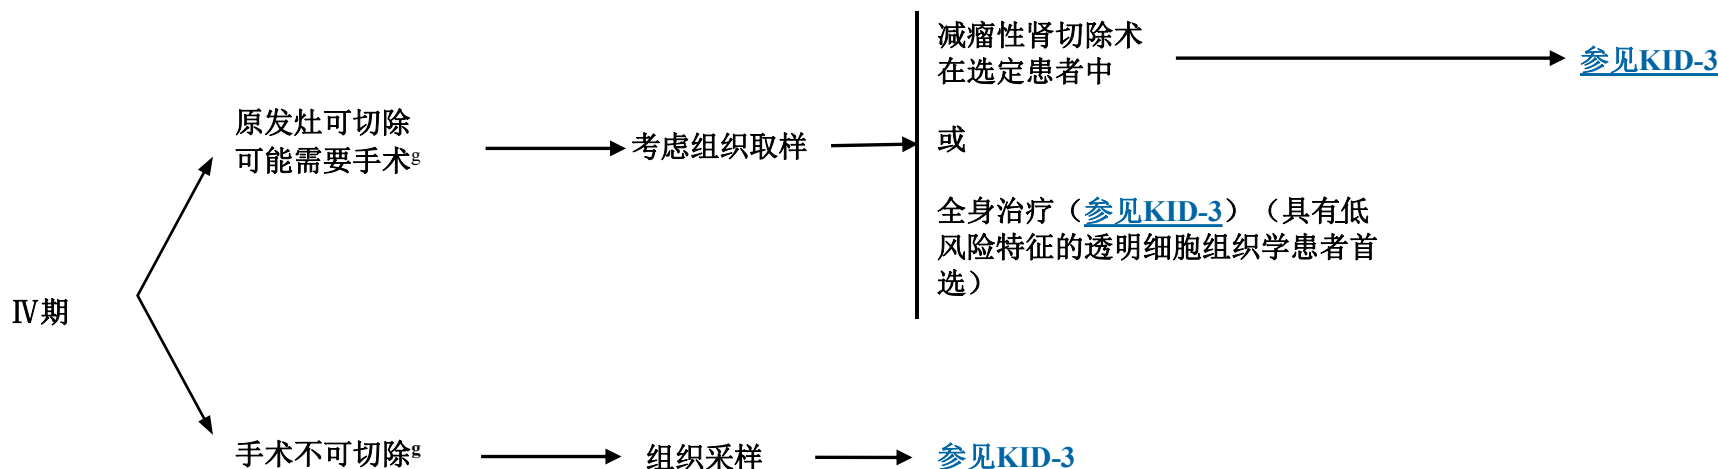 减瘤性肾切除术
在选定患者中
参见KID-3
原发灶可切除
可能需要手术g
考虑组织取样
或
全身治疗（参见KID-3）（具有低
风险特征的透明细胞组织学患者首
选）
Ⅳ期
手术不可切除g
组织采样
参见KID-3